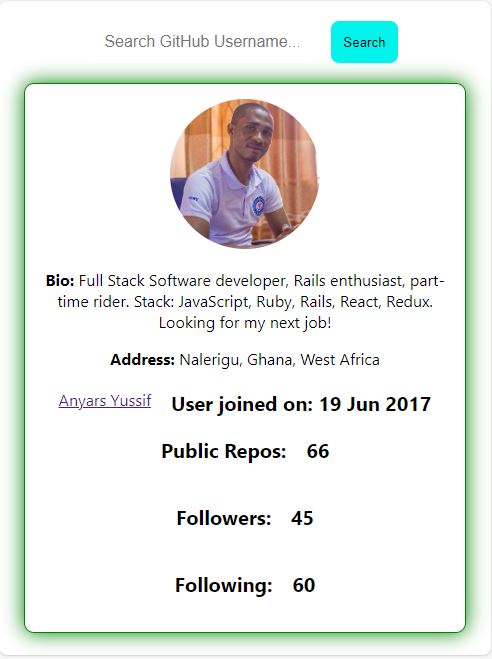 Search GitHub Username...
Search
Bio: Full Stack Software developer, Rails enthusiast, part-
time rider. Stack: JavaScript, Ruby, Rails, React, Redux.
Looking for my next job!
Address: Nalerigu, Ghana, West Africa
Anyars Yussif User joined on: 19 Jun 2017
Public Repos: 66
Followers: 45
Following: 60